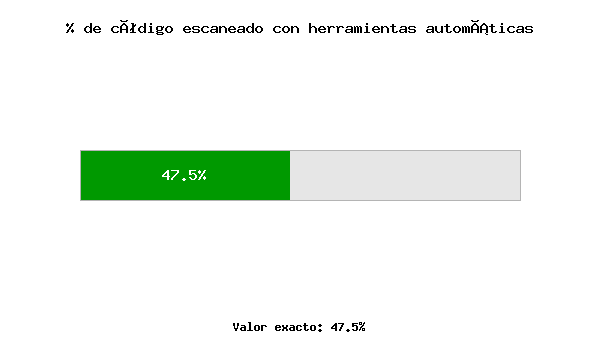 % de cĂłdigo escaneado con herramientas automĂĄticas
47.5%
Valor exacto: 47.5%